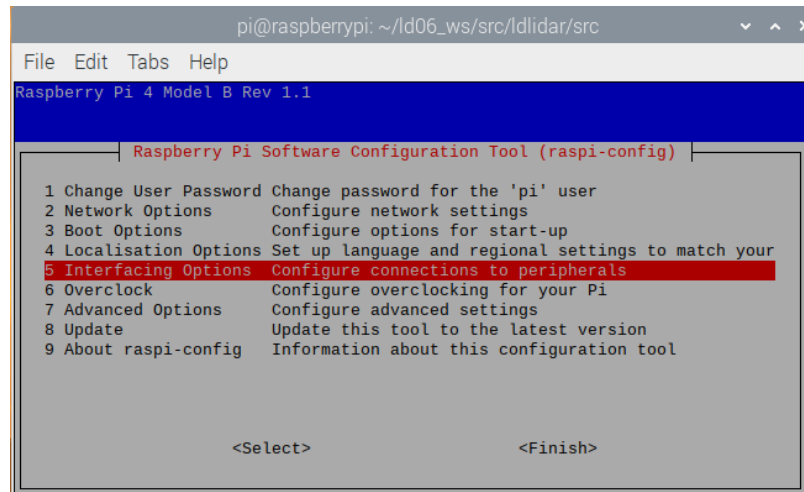 pi@raspberrypi: ~/ld06_ws/src/ldlidar/src
File Edit Tabs Help
Raspberry Pi 4 Model B Rev 1.1
Raspberry Pi Software Configuration Tool (raspi-config)
1 Change User Password Change password for the 'pi' user
2 Network Options Configure network settings
3 Boot Options Configure options for start-up
4 Localisation Options Set up language and regional settings to match your
5 Interfacing Options Configure connections to peripherals
6 Overclock Configure overclocking for your Pi
7 Advanced Options Configure advanced settings
8 Update Update this tool to the latest version
9 About raspi-config Information about this configuration tool
<Select> <Finish>